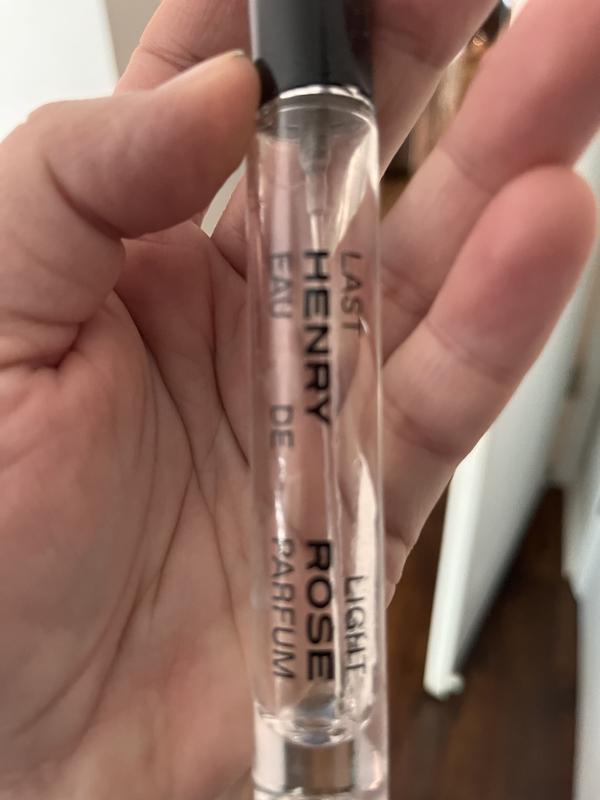 LAST LIGHT
HENRY ROSE
EAU DE PARFUM